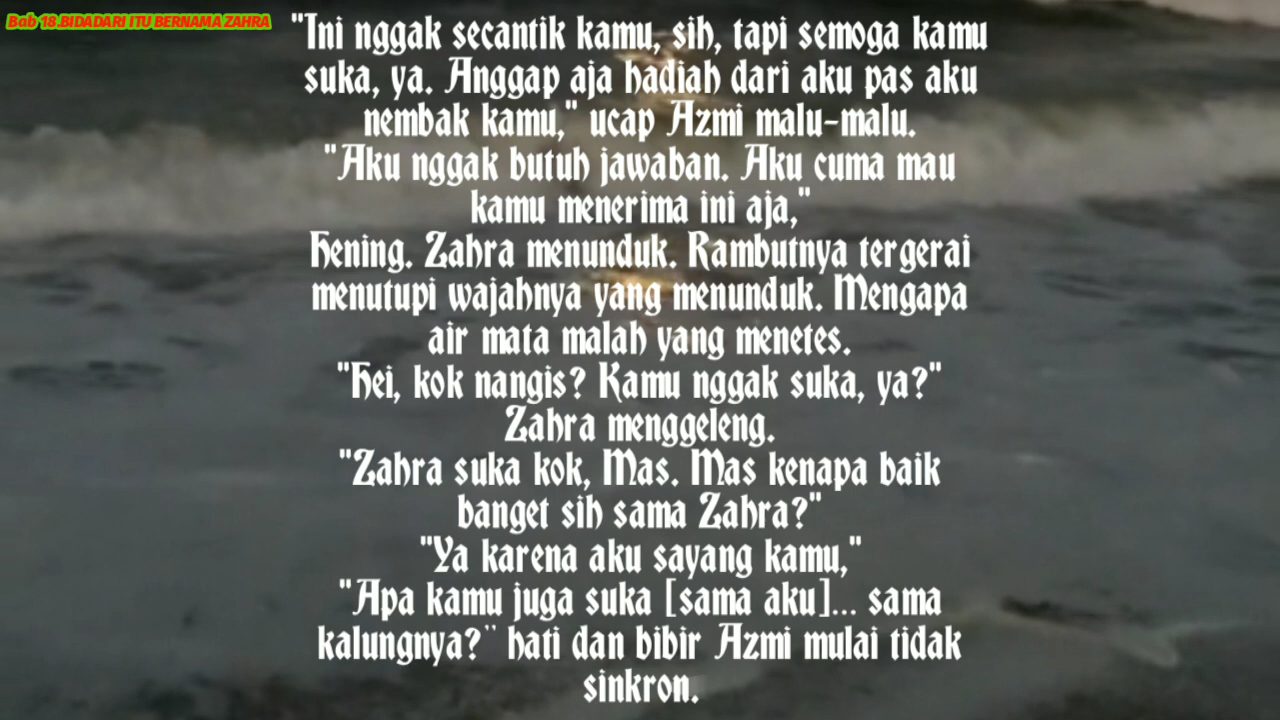 Bab 18.BIDADARI ITU BERNAMA ZAHRA
"Ini nggak secantik kamu, sih, tapi semoga kamu
suka, ya. Anggap aja hadiah dari aku pas aku
nembak kamu," ucap Azmi malu-malu.
"Aku nggak butuh jawaban. Aku cuma mau
kamu menerima ini aja,"
Hening. Zahra menunduk. Rambutnya tergerai
menutupi wajahnya yang menunduk. Mengapa
air mata malah yang menetes.
"Hei, kok nangis? Kamu nggak suka, ya?"
Zahra menggeleng.
"Zahra suka kok, Mas. Mas kenapa baik
banget sih sama Zahra?"
"Ya karena aku sayang kamu,"
"Apa kamu juga suka [sama aku]... sama
kalungnya?¨ hati dan bibir Azmi mulai tidak
sinkron.